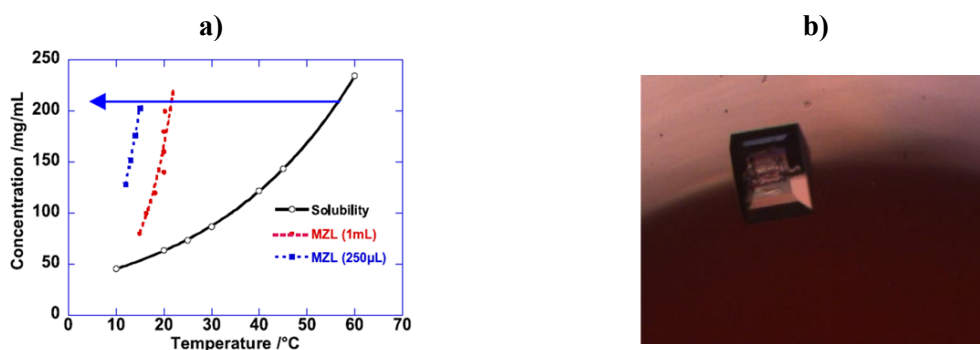 a)
b)
250
200
150
100
50
0
0 10 20 30 40 50 60 70
Concentration /mg/mL
Temperature /°C
Solubility
MZL (1mL)
MZL (250µL)